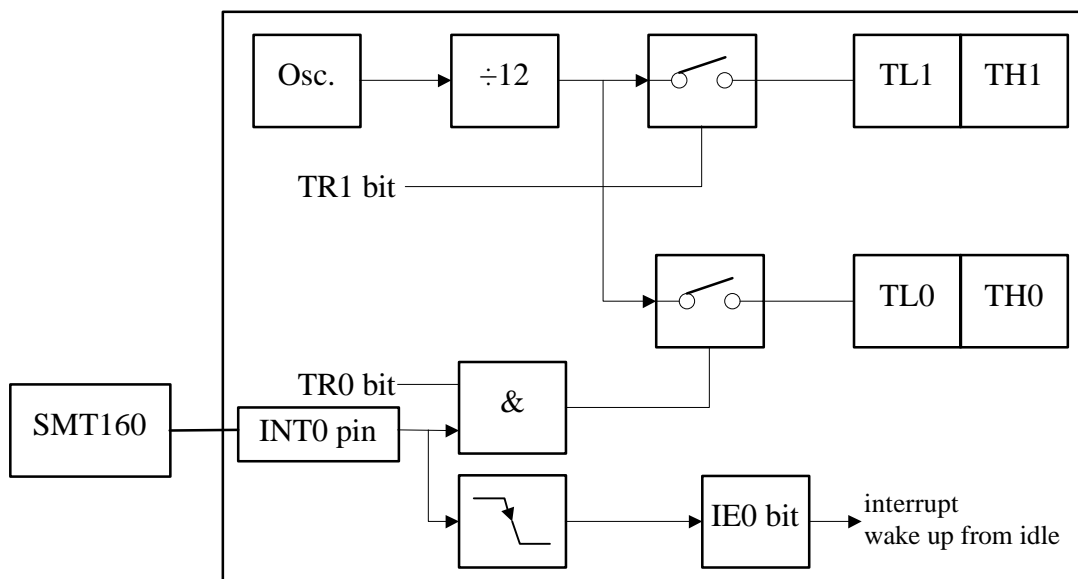 Osc.
÷12
TL1
TH1
TR1 bit
TL0
TH0
TR0 bit
&
SMT160
INT0 pin
IE0 bit
interrupt
wake up from idle